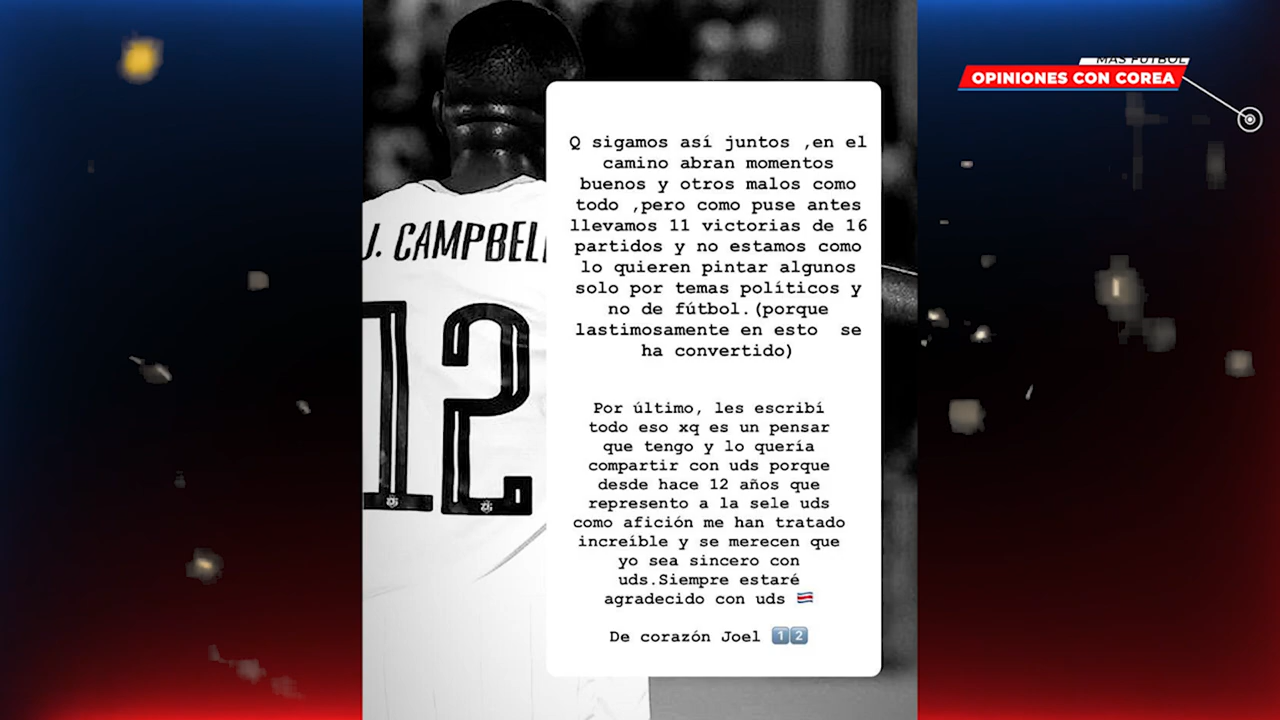 MÁS FÚTBOL
OPINIONES CON COREA
J. CAMPBEL
12
Q sigamos así juntos ,en el
camino abran momentos
buenos y otros malos como
todo ,pero como puse antes
llevamos 11 victorias de 16
partidos y no estamos como
lo quieren pintar algunos
solo por temas políticos y
no de fútbol.(porque
lastimosamente en esto  se
ha convertido)
Por último, les escribí
todo eso xq es un pensar
que tengo y lo quería
compartir con uds porque
desde hace 12 años que
represento a la sele uds
como afición me han tratado
increíble y se merecen que
yo sea sincero con
uds.Siempre estaré
agradecido con uds 🇨🇷
De corazón Joel 1️⃣2️⃣